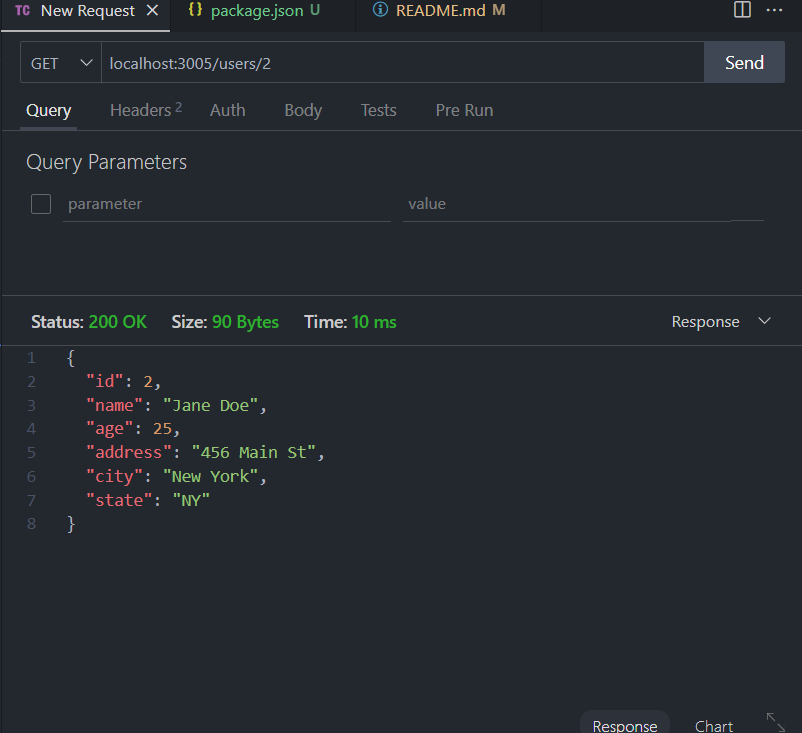 TC New Request × {} package.json U ⓘ README.md M ···
GET localhost:3005/users/2 Send
Query Headers 2 Auth Body Tests Pre Run
Query Parameters
parameter value
Status: 200 OK Size: 90 Bytes Time: 10 ms Response
1 {
2 "id": 2,
3 "name": "Jane Doe",
4 "age": 25,
5 "address": "456 Main St",
6 "city": "New York",
7 "state": "NY"
8 }
Response Chart